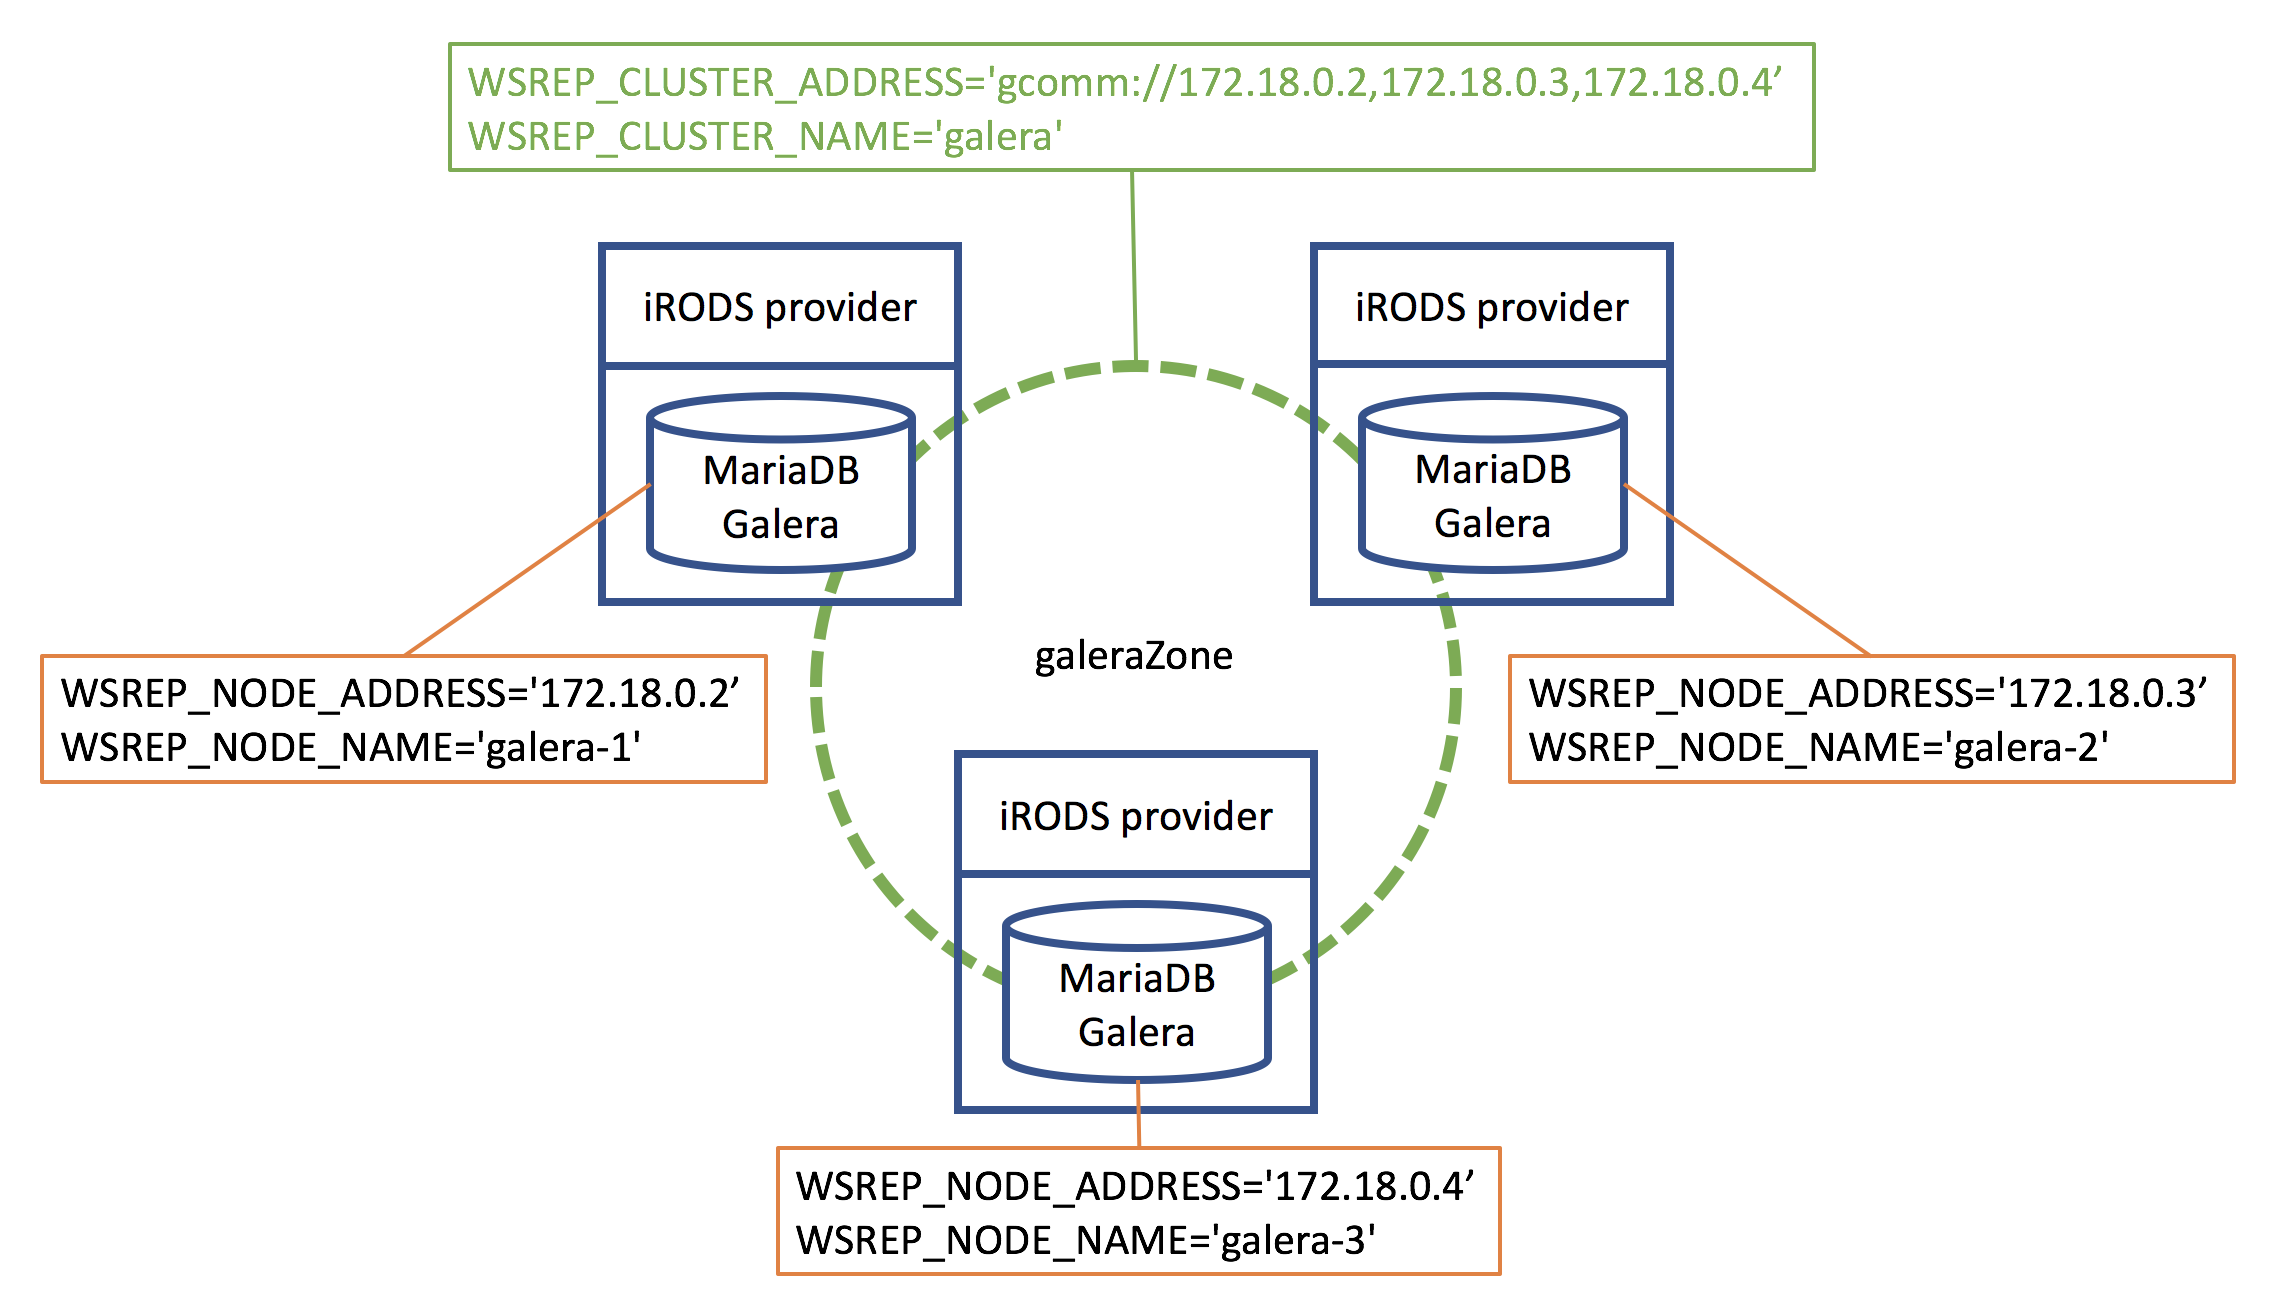 WSREP_CLUSTER_ADDRESS='gcomm://172.18.0.2,172.18.0.3,172.18.0.4’
WSREP_CLUSTER_NAME='galera'
iRODS provider
MariaDB
Galera
iRODS provider
MariaDB
Galera
galeraZone
WSREP_NODE_ADDRESS='172.18.0.2’
WSREP_NODE_NAME='galera-1'
WSREP_NODE_ADDRESS='172.18.0.3’
WSREP_NODE_NAME='galera-2'
iRODS provider
MariaDB
Galera
WSREP_NODE_ADDRESS='172.18.0.4’
WSREP_NODE_NAME='galera-3'